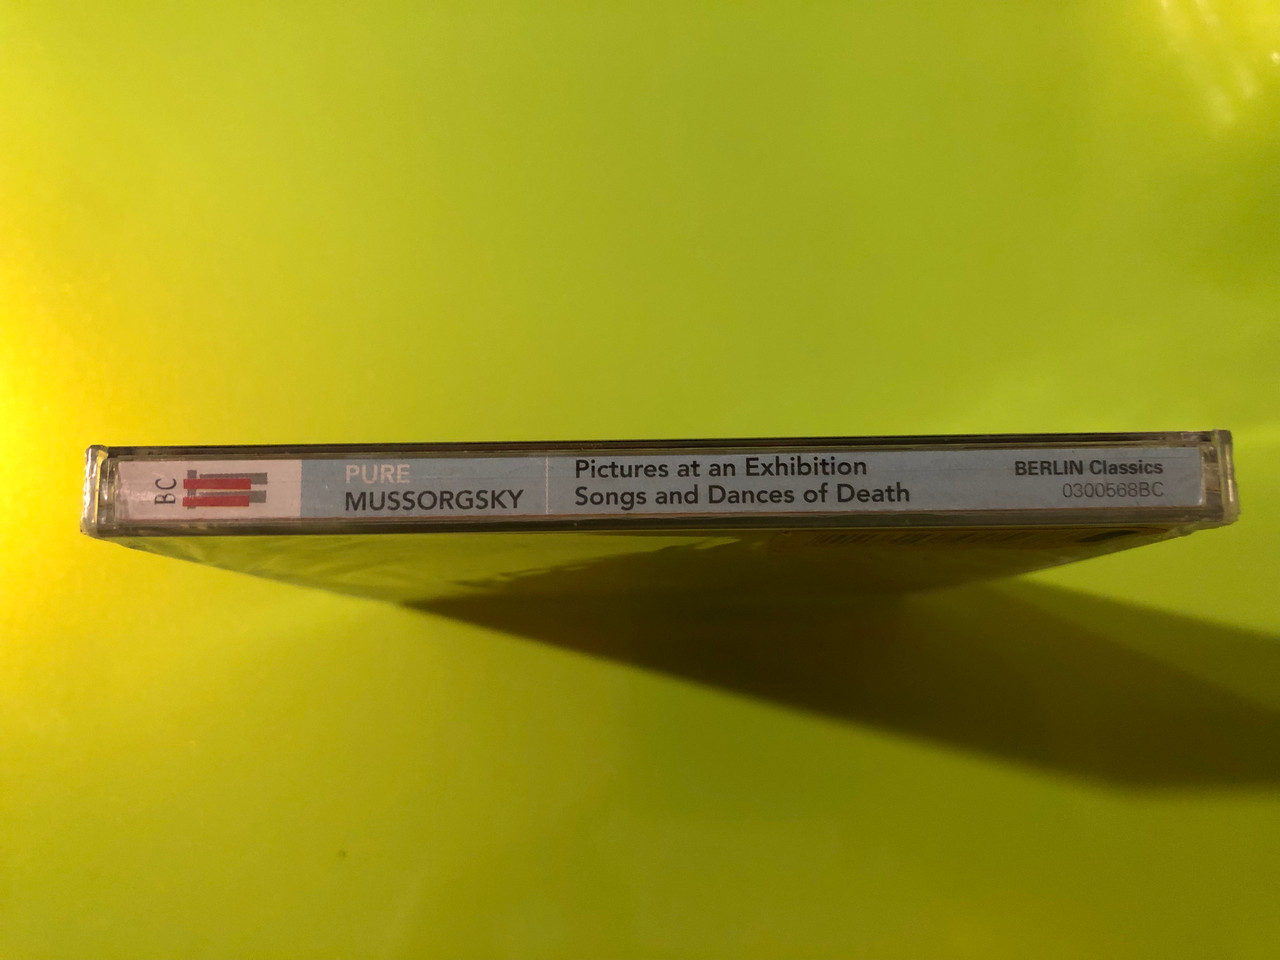 BC
PURE
MUSSORGSKY
Pictures at an Exhibition
Songs and Dances of Death
BERLIN Classics
0300568BC